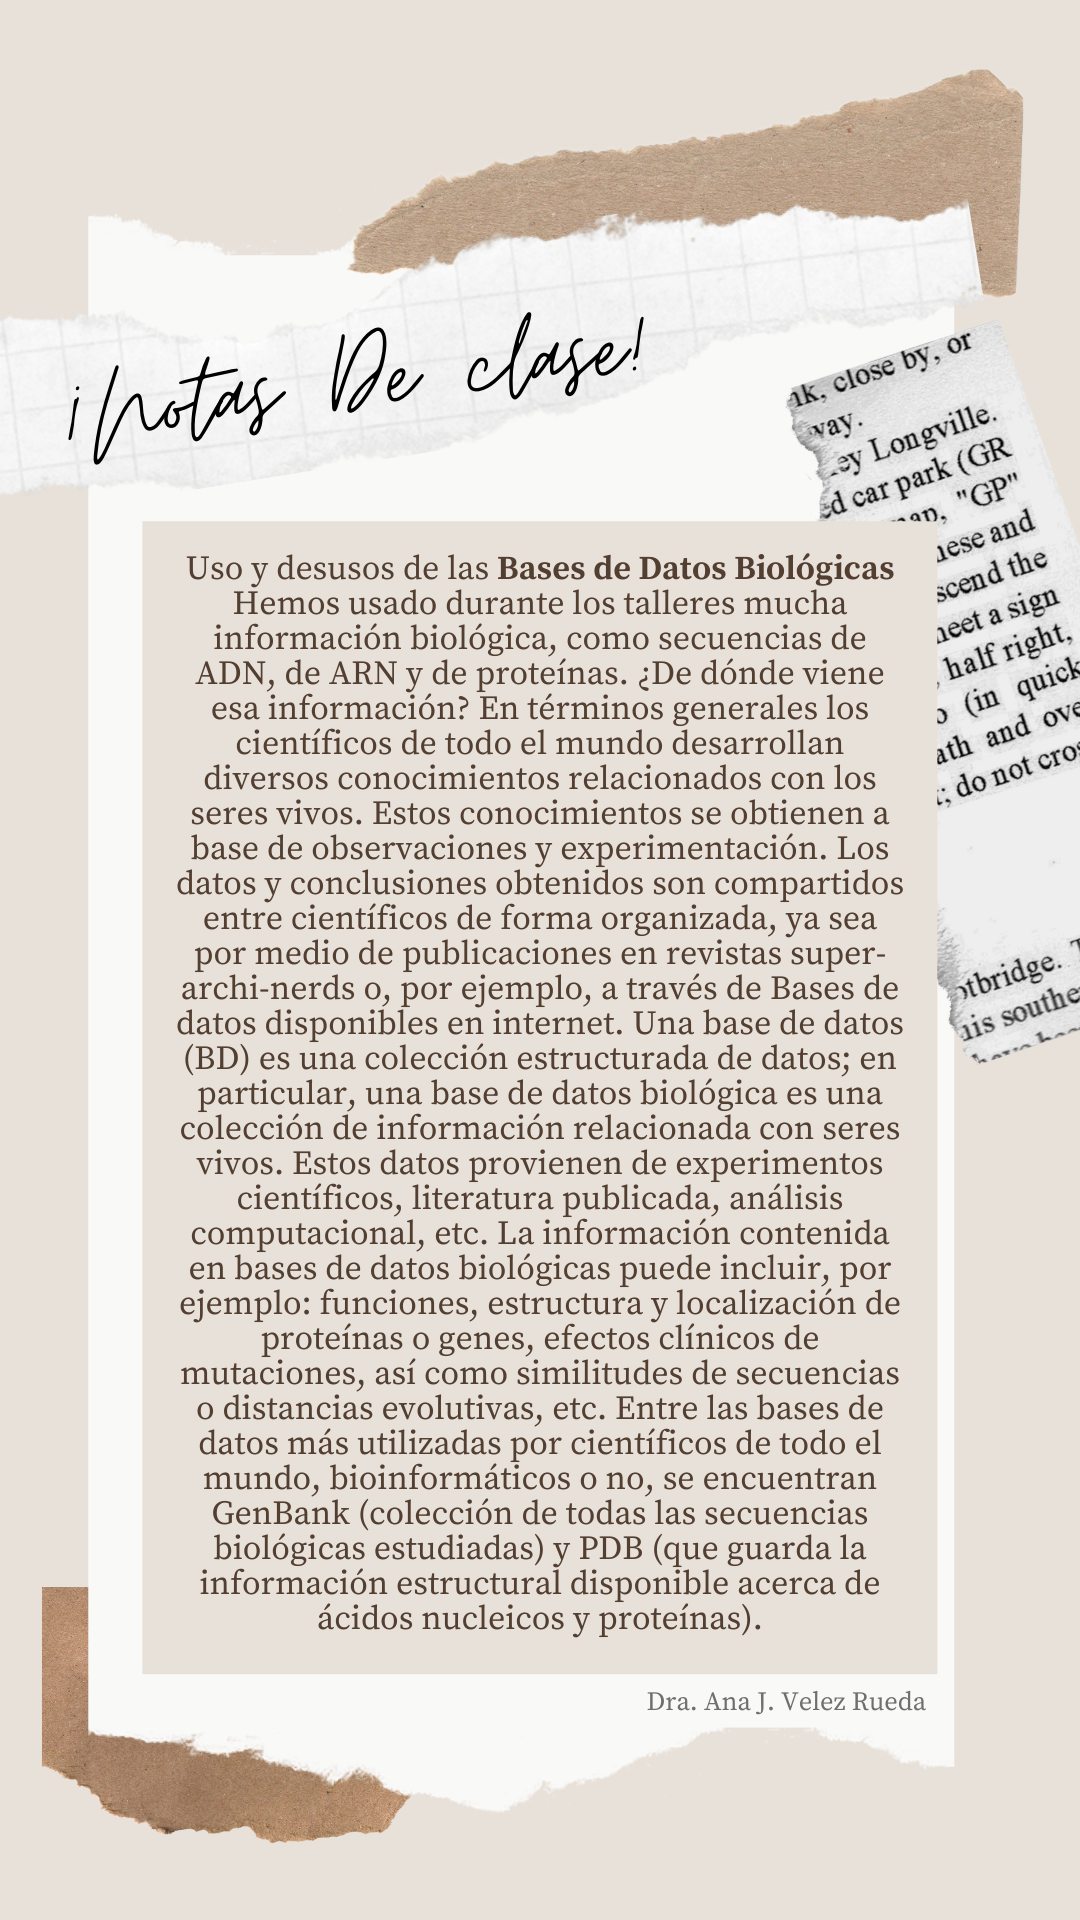 ¡Notas De clase!
nk, close by, or
way.
ey Longville.
ed car park (GR
map, "GP"
hese and
scend the
meet a sign
half right,
o (in quick
ath and ove
; do not cros
otbridge. T
his southe
have bee
Uso y desusos de las Bases de Datos Biológicas
Hemos usado durante los talleres mucha
información biológica, como secuencias de
ADN, de ARN y de proteínas. ¿De dónde viene
esa información? En términos generales los
científicos de todo el mundo desarrollan
diversos conocimientos relacionados con los
seres vivos. Estos conocimientos se obtienen a
base de observaciones y experimentación. Los
datos y conclusiones obtenidos son compartidos
entre científicos de forma organizada, ya sea
por medio de publicaciones en revistas super-
archi-nerds o, por ejemplo, a través de Bases de
datos disponibles en internet. Una base de datos
(BD) es una colección estructurada de datos; en
particular, una base de datos biológica es una
colección de información relacionada con seres
vivos. Estos datos provienen de experimentos
científicos, literatura publicada, análisis
computacional, etc. La información contenida
en bases de datos biológicas puede incluir, por
ejemplo: funciones, estructura y localización de
proteínas o genes, efectos clínicos de
mutaciones, así como similitudes de secuencias
o distancias evolutivas, etc. Entre las bases de
datos más utilizadas por científicos de todo el
mundo, bioinformáticos o no, se encuentran
GenBank (colección de todas las secuencias
biológicas estudiadas) y PDB (que guarda la
información estructural disponible acerca de
ácidos nucleicos y proteínas).
Dra. Ana J. Velez Rueda